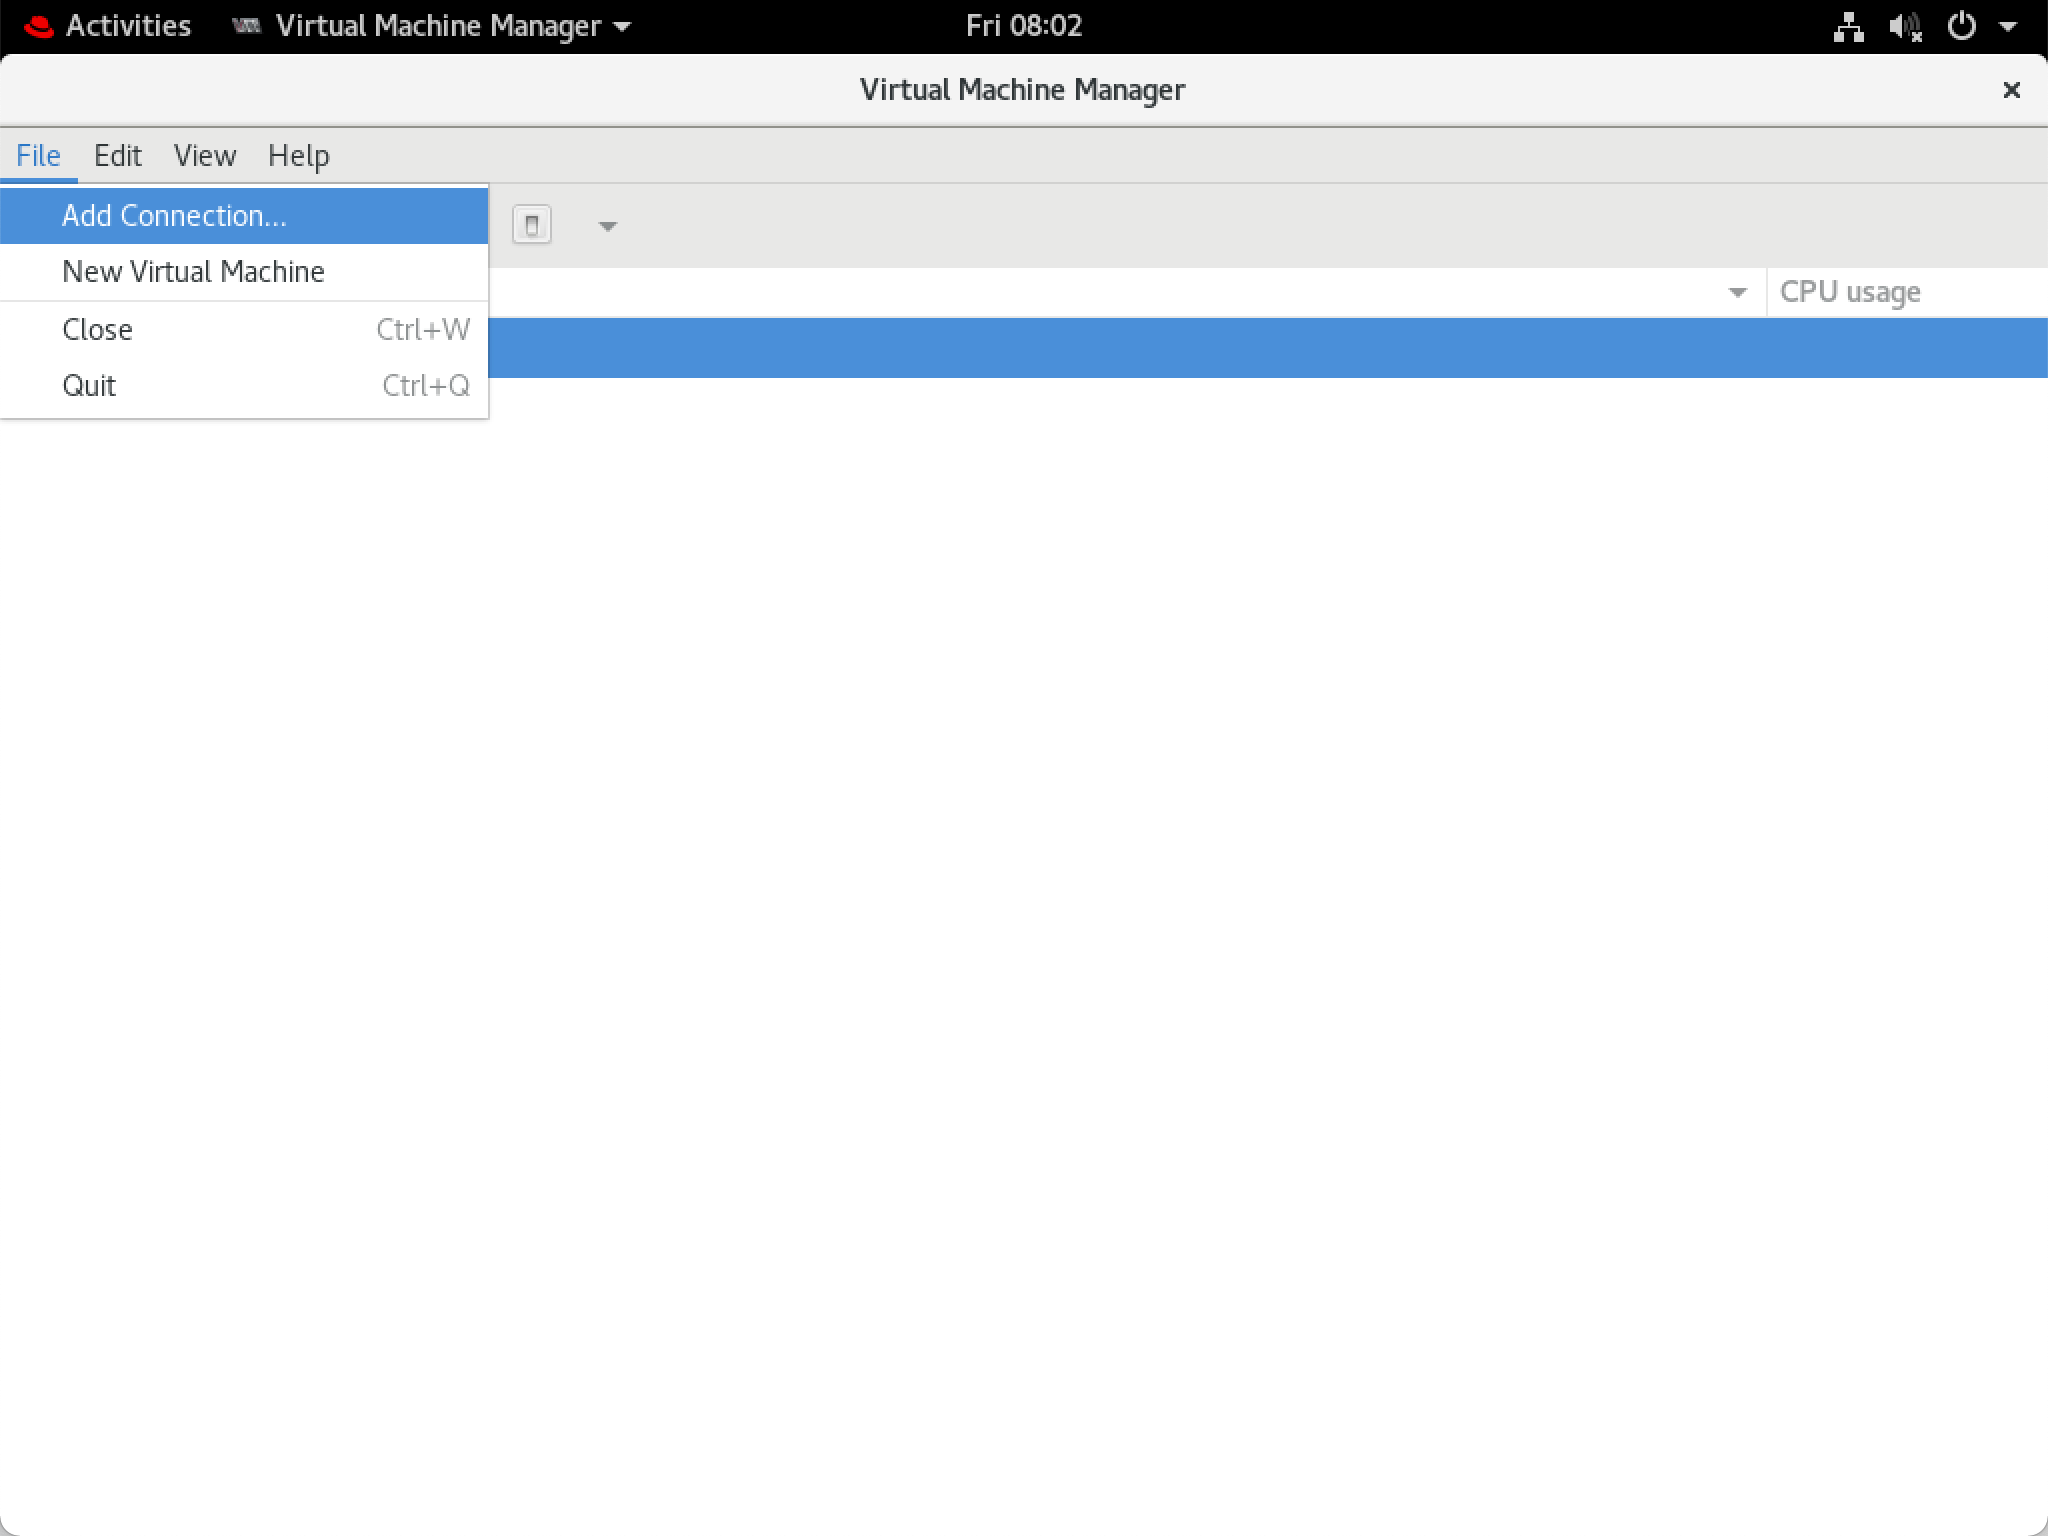 Activities Virtual Machine Manager Fri 08:02
Virtual Machine Manager
File Edit View Help
Add Connection...
New Virtual Machine
CPU usage
Close Ctrl+W
Quit Ctrl+Q